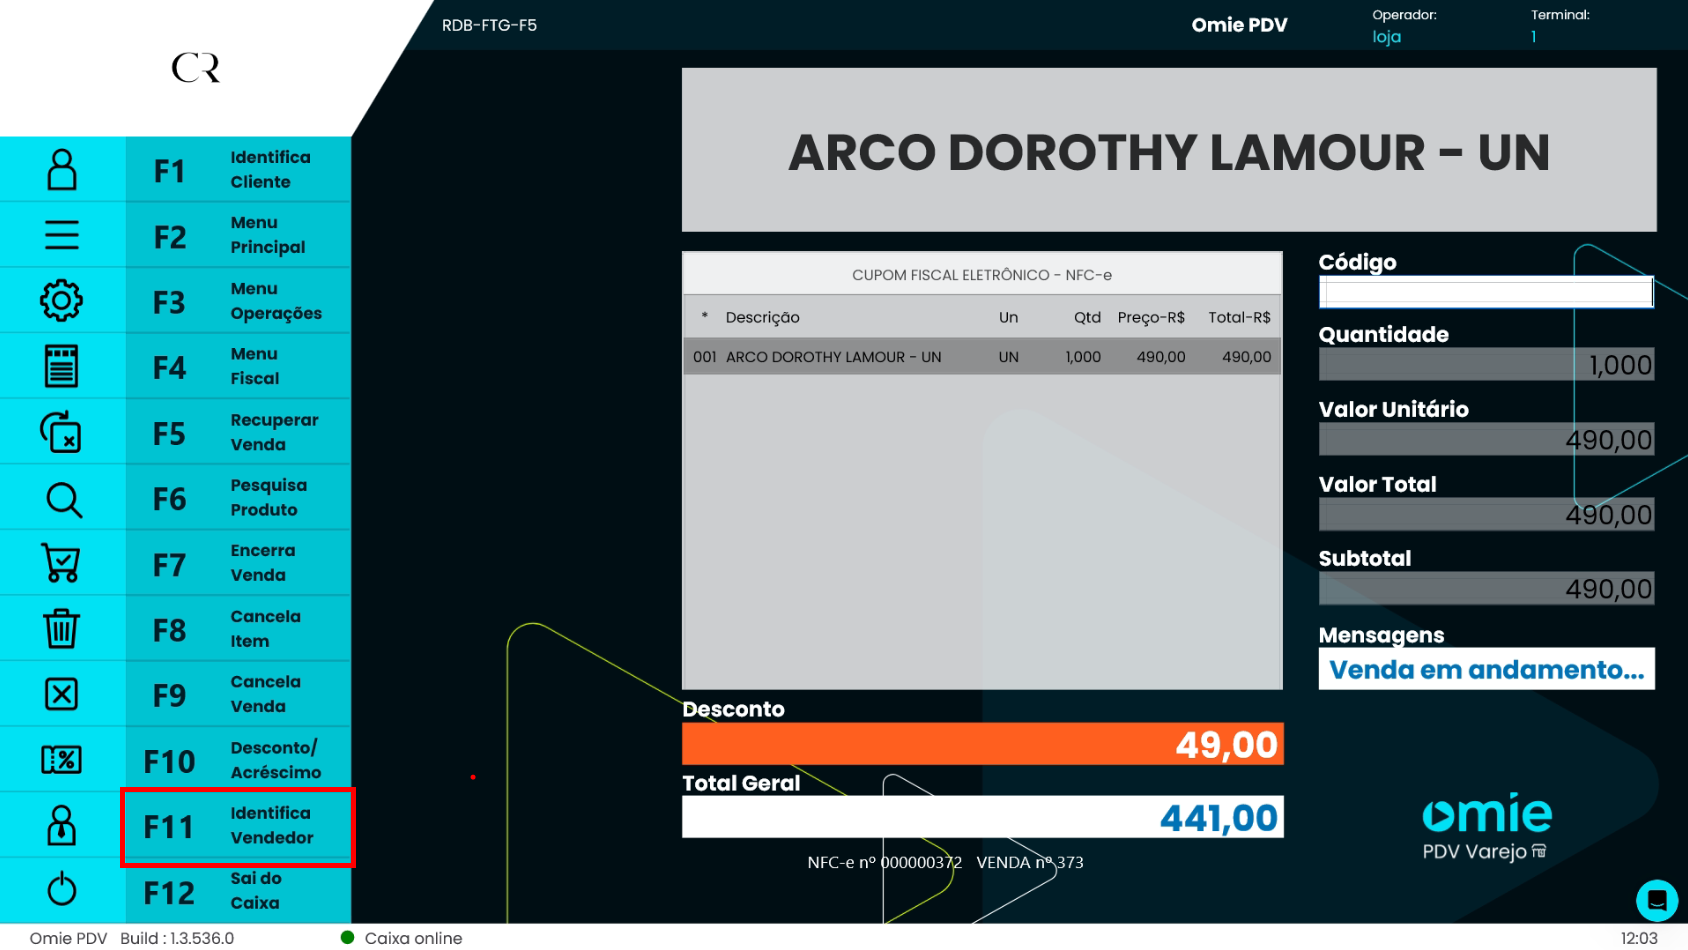 CR
RDB-FTG-F5
Omie PDV
Operador:
loja
Terminal:
1
F1 Identifica
Cliente
F2 Menu
Principal
F3 Menu
Operações
F4 Menu
Fiscal
F5 Recuperar
Venda
F6 Pesquisa
Produto
F7 Encerra
Venda
F8 Cancela
Item
F9 Cancela
Venda
F10 Desconto/
Acréscimo
F11 Identifica
Vendedor
F12 Sai do
Caixa
ARCO DOROTHY LAMOUR - UN
CUPOM FISCAL ELETRÔNICO - NFC-e
* Descrição Un Qtd Preço-R$ Total-R$
001 ARCO DOROTHY LAMOUR - UN UN 1,000 490,00 490,00
Desconto
49,00
Total Geral
441,00
NFC-e nº 000000372 VENDA nº 373
Código
Quantidade
1,000
Valor Unitário
490,00
Valor Total
490,00
Subtotal
490,00
Mensagens
Venda em andamento...
omie
PDV Varejo
Omie PDV Build : 1.3.536.0 Caixa online 12:03